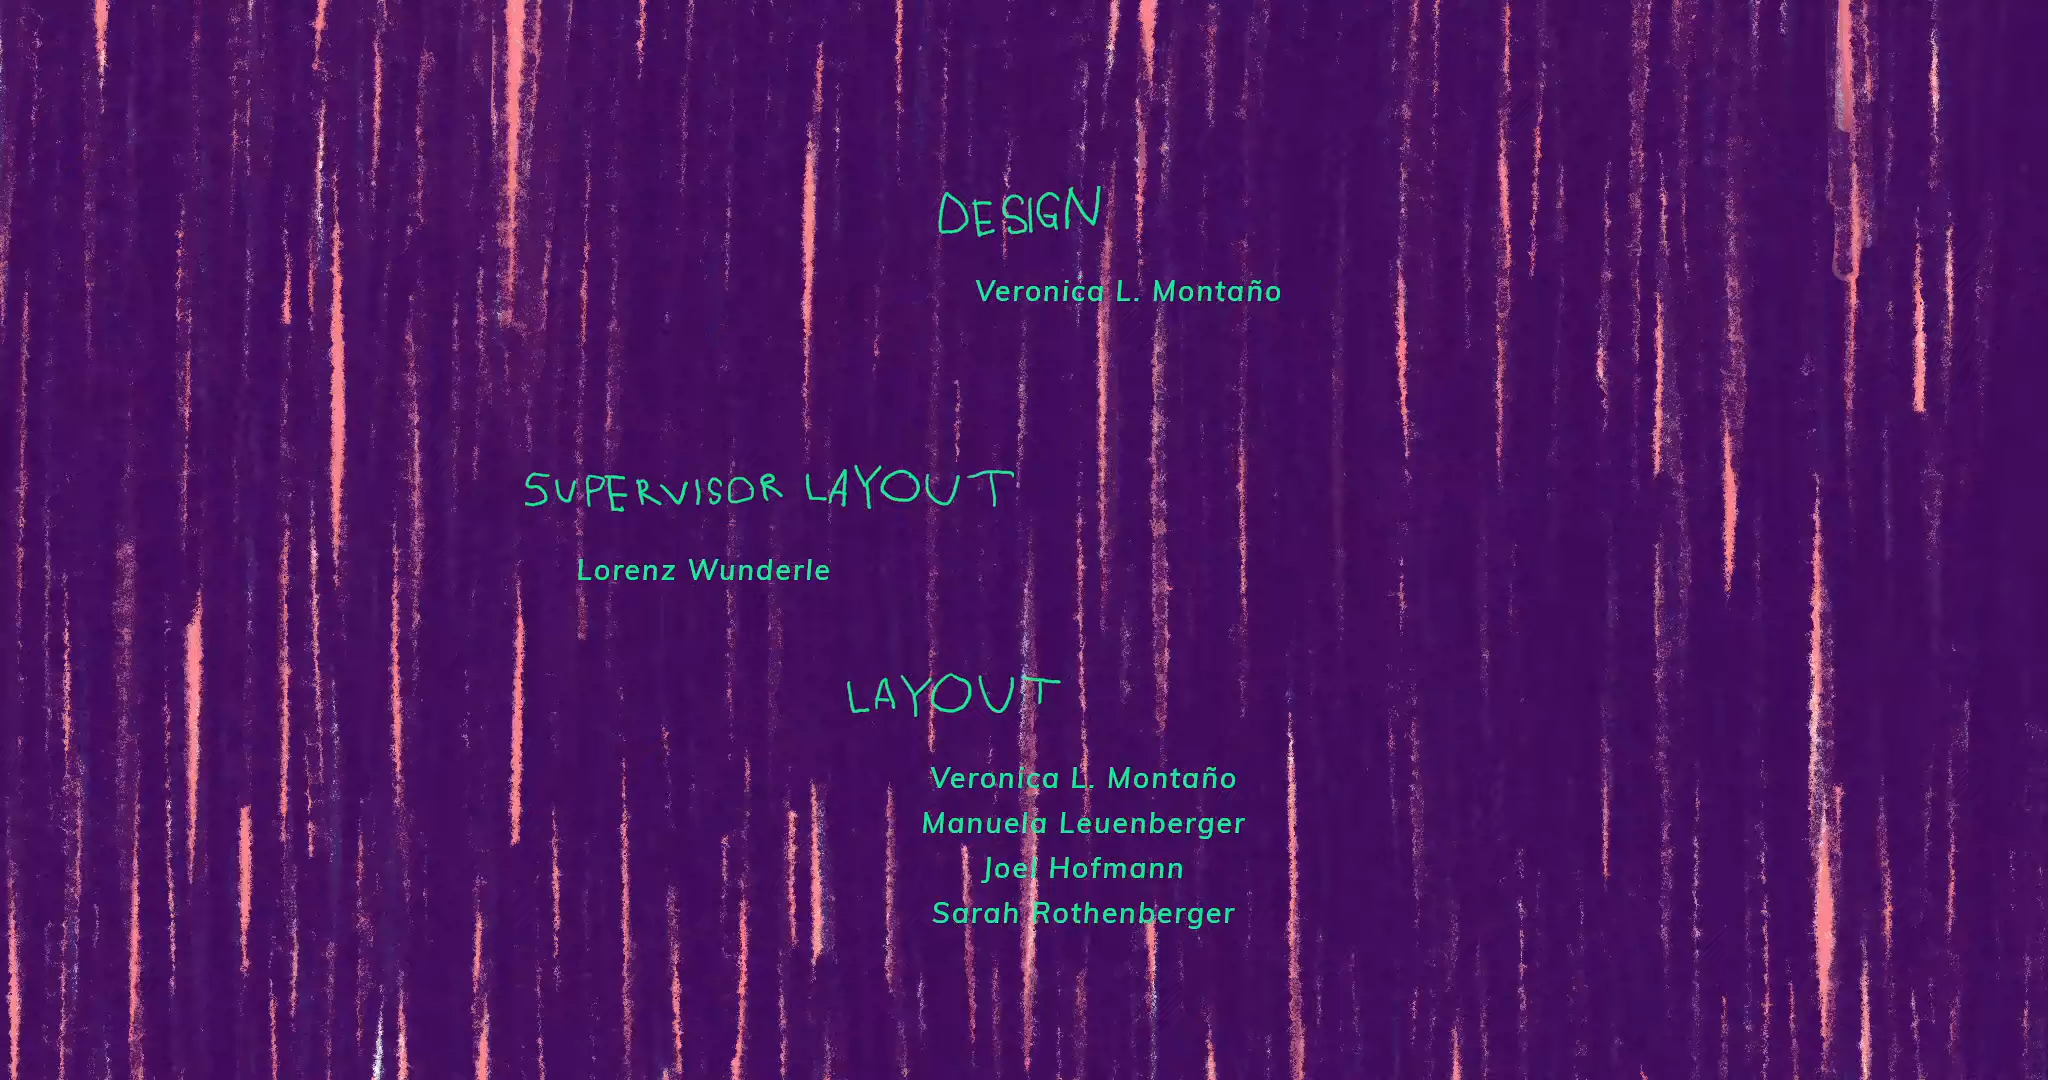 DESIGN
Veronica L. Montaño
SUPERVISOR LAYOUT
Lorenz Wunderle
LAYOUT
Veronica L. Montaño
Manuela Leuenberger
Joel Hofmann
Sarah Rothenberger